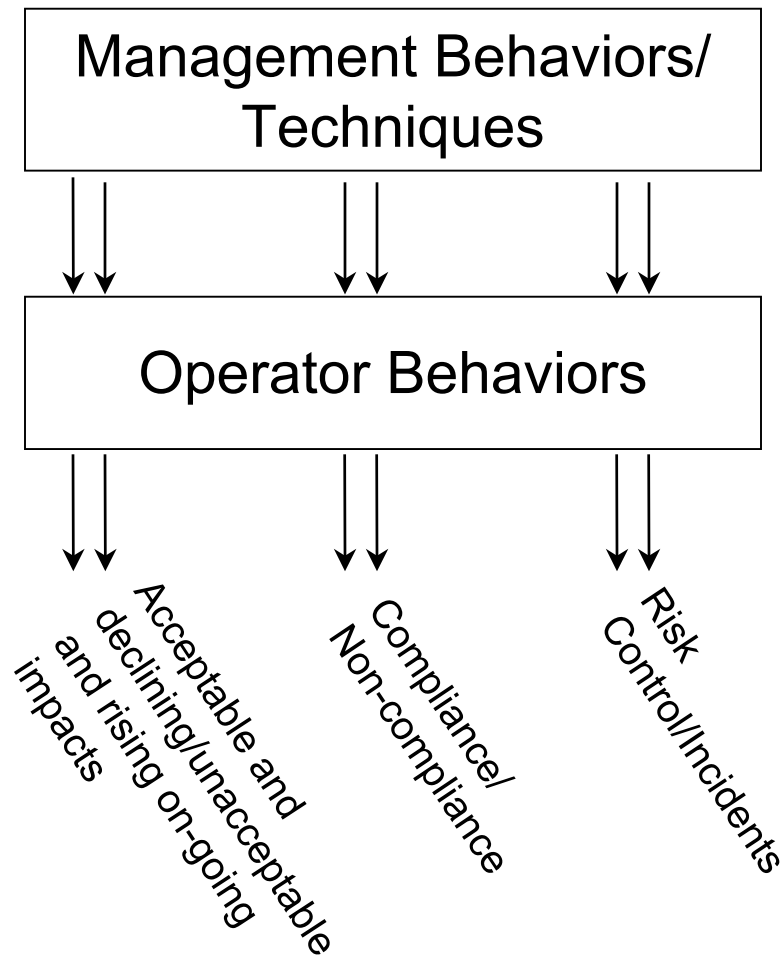 Management Behaviors/
Techniques
Operator Behaviors
Acceptable and
declining/unacceptable
and rising on-going
impacts
Compliance/
Non-compliance
Risk
Control/Incidents